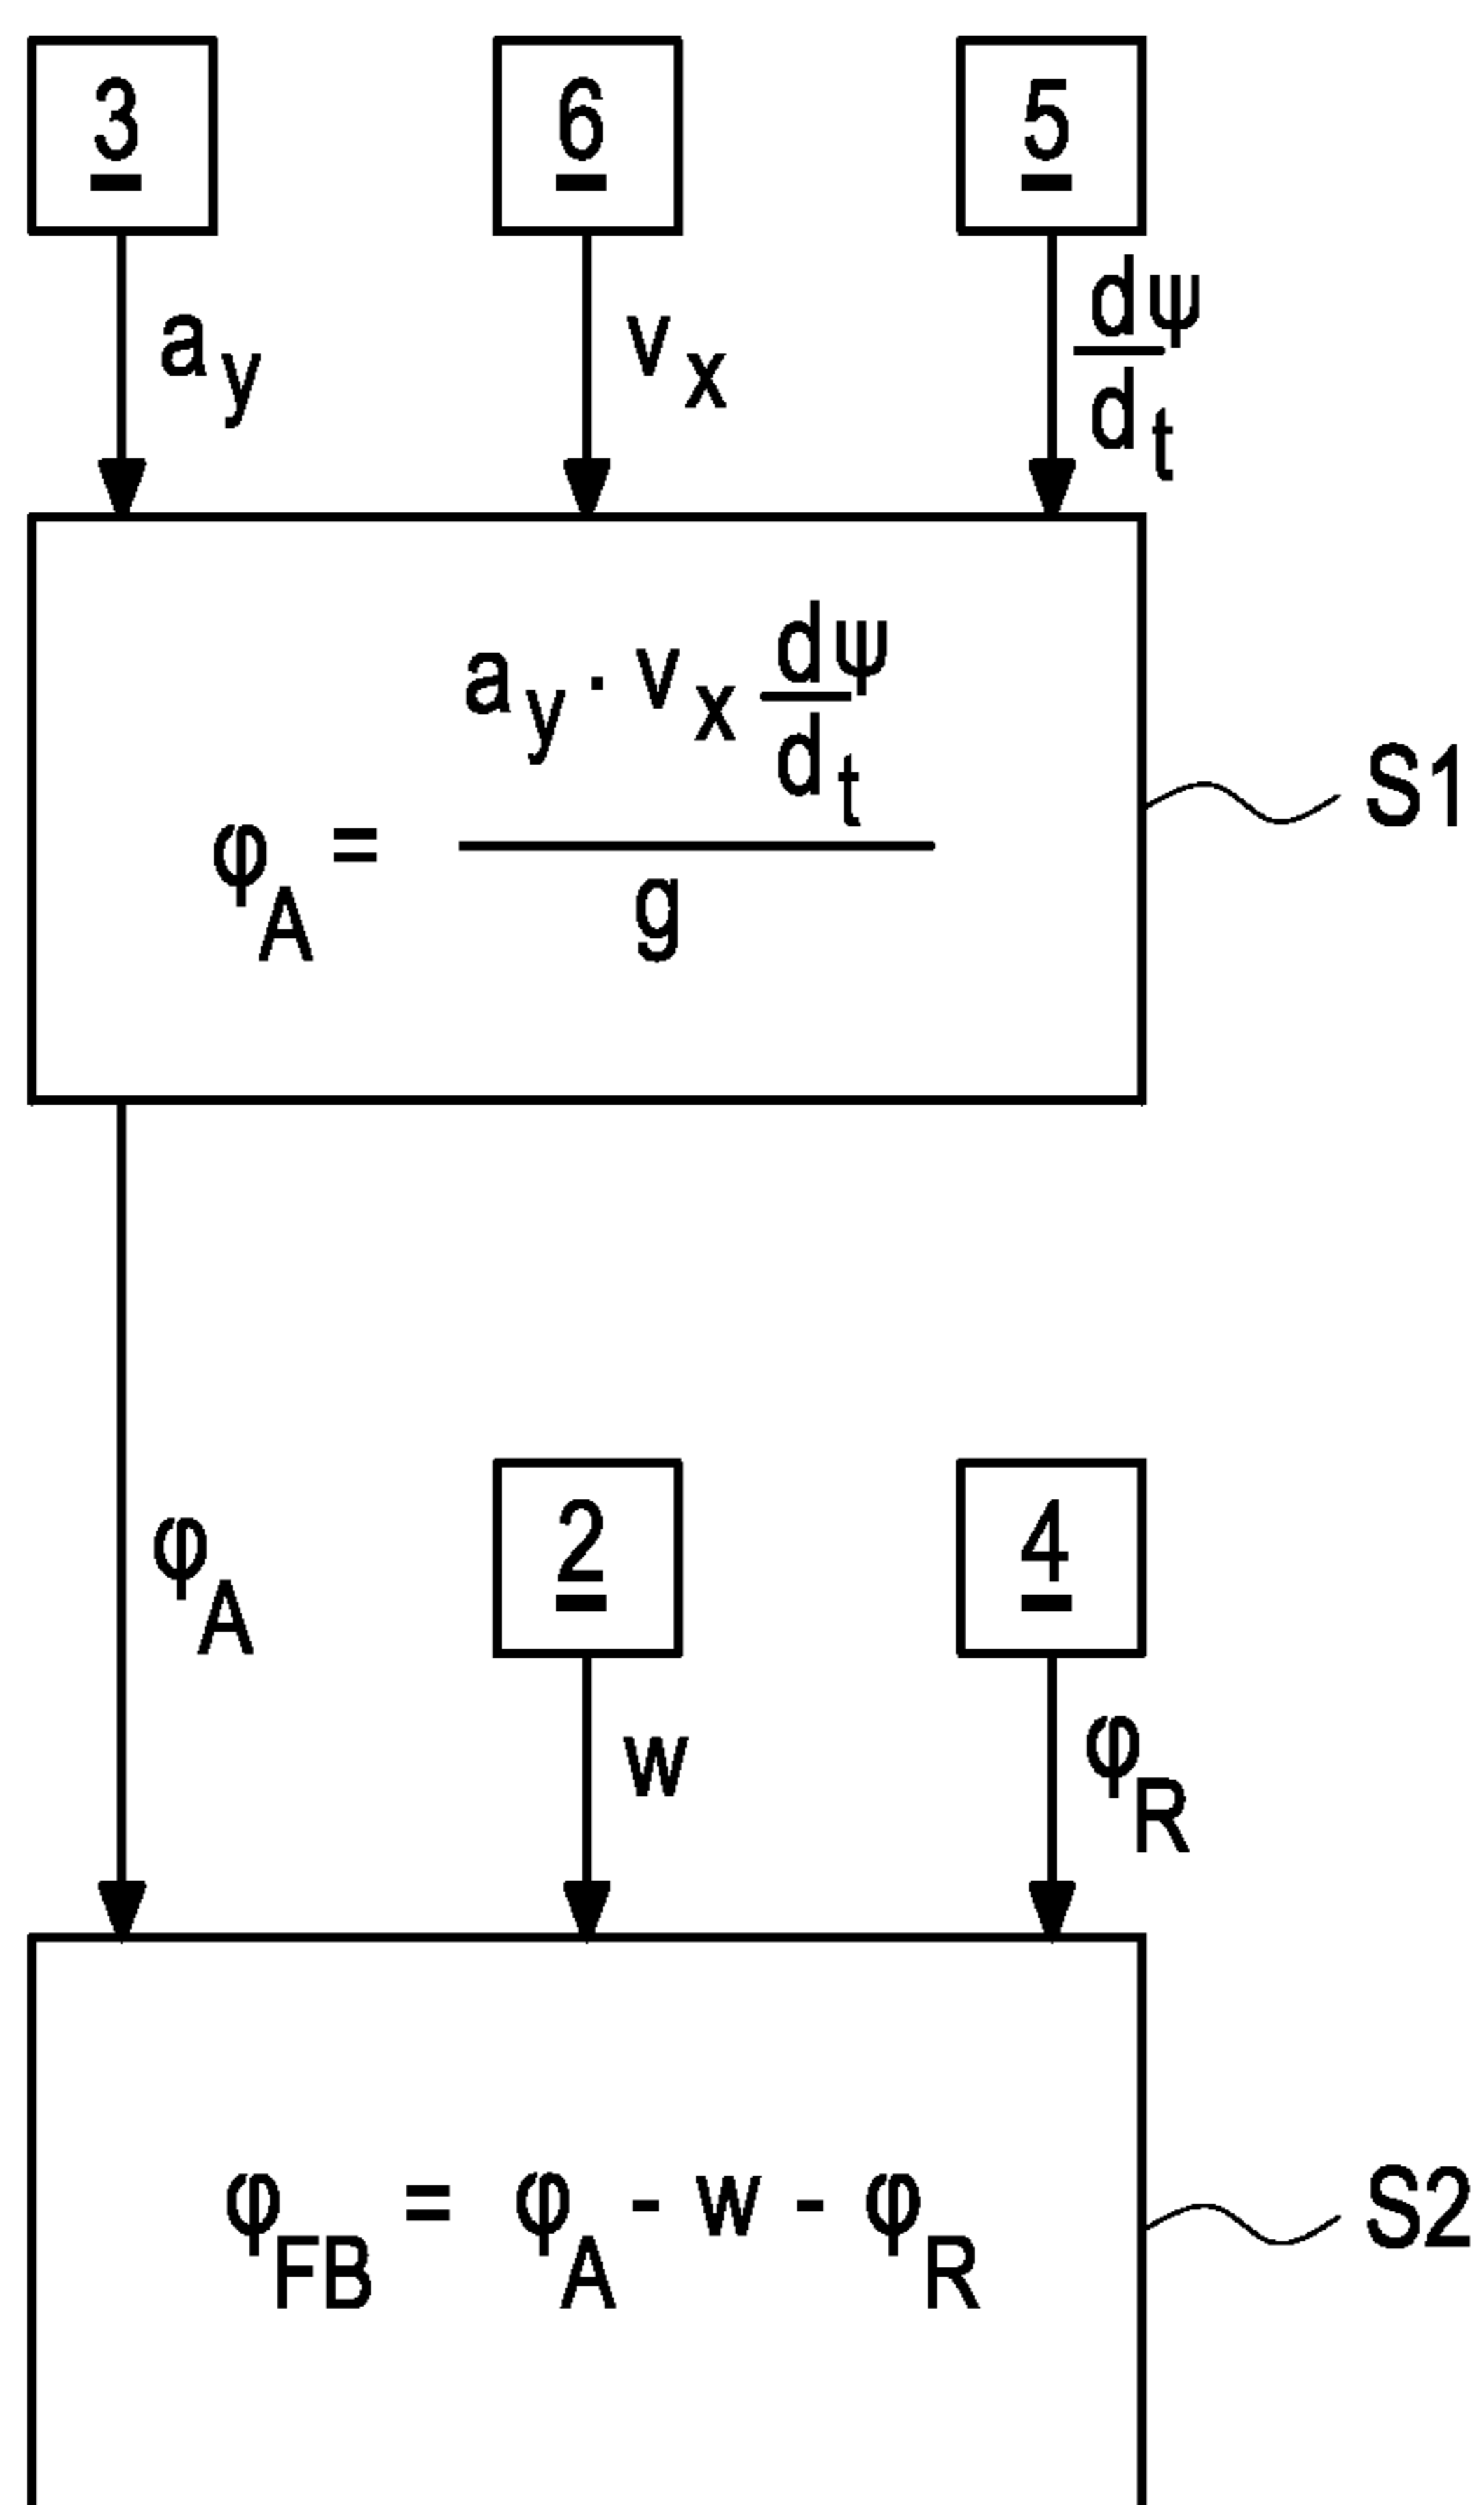 3 6 5
a_y v_x dψ/d_t
φ_A = (a_y · v_x dψ/d_t)/g S1
2 4
φ_A w φ_R
φ_FB = φ_A - w - φ_R S2